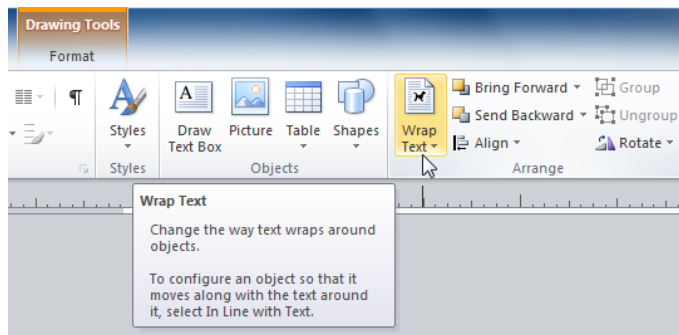 Drawing Tools
Format
Styles
Draw
Text Box
Picture
Table
Shapes
Wrap
Text
Bring Forward
Send Backward
Align
Group
Ungroup
Rotate
Styles
Objects
Arrange
Wrap Text
Change the way text wraps around
objects.
To configure an object so that it
moves along with the text around
it, select In Line with Text.